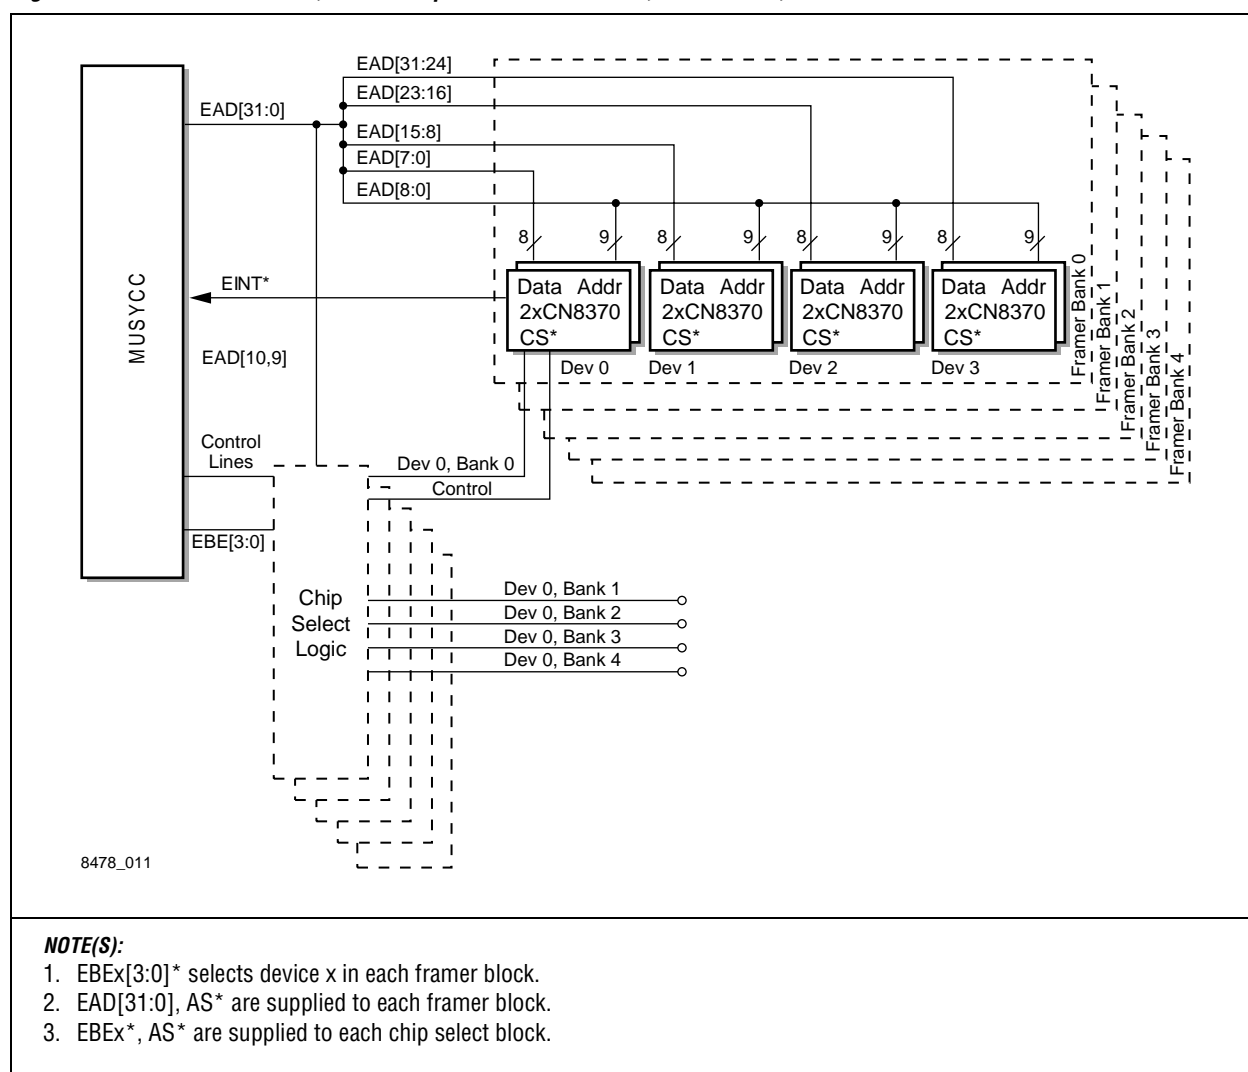 EAD[31:24]
EAD[23:16]
EAD[31:0]
EAD[15:8]
EAD[7:0]
EAD[8:0]
8 9 8 9 8 9 8 9
MUSYCC
EINT*
Data Addr
2xCN8370
CS*
Data Addr
2xCN8370
CS*
Data Addr
2xCN8370
CS*
Data Addr
2xCN8370
CS*
Dev 0
Dev 1
Dev 2
Dev 3
Framer Bank 0
Framer Bank 1
Framer Bank 2
Framer Bank 3
Framer Bank 4
EAD[10,9]
Control
Lines
Dev 0, Bank 0
Control
EBE[3:0]
Chip
Select
Logic
Dev 0, Bank 1
Dev 0, Bank 2
Dev 0, Bank 3
Dev 0, Bank 4
8478_011
NOTE(S):
1. EBEx[3:0]* selects device x in each framer block.
2. EAD[31:0], AS* are supplied to each framer block.
3. EBEx*, AS* are supplied to each chip select block.